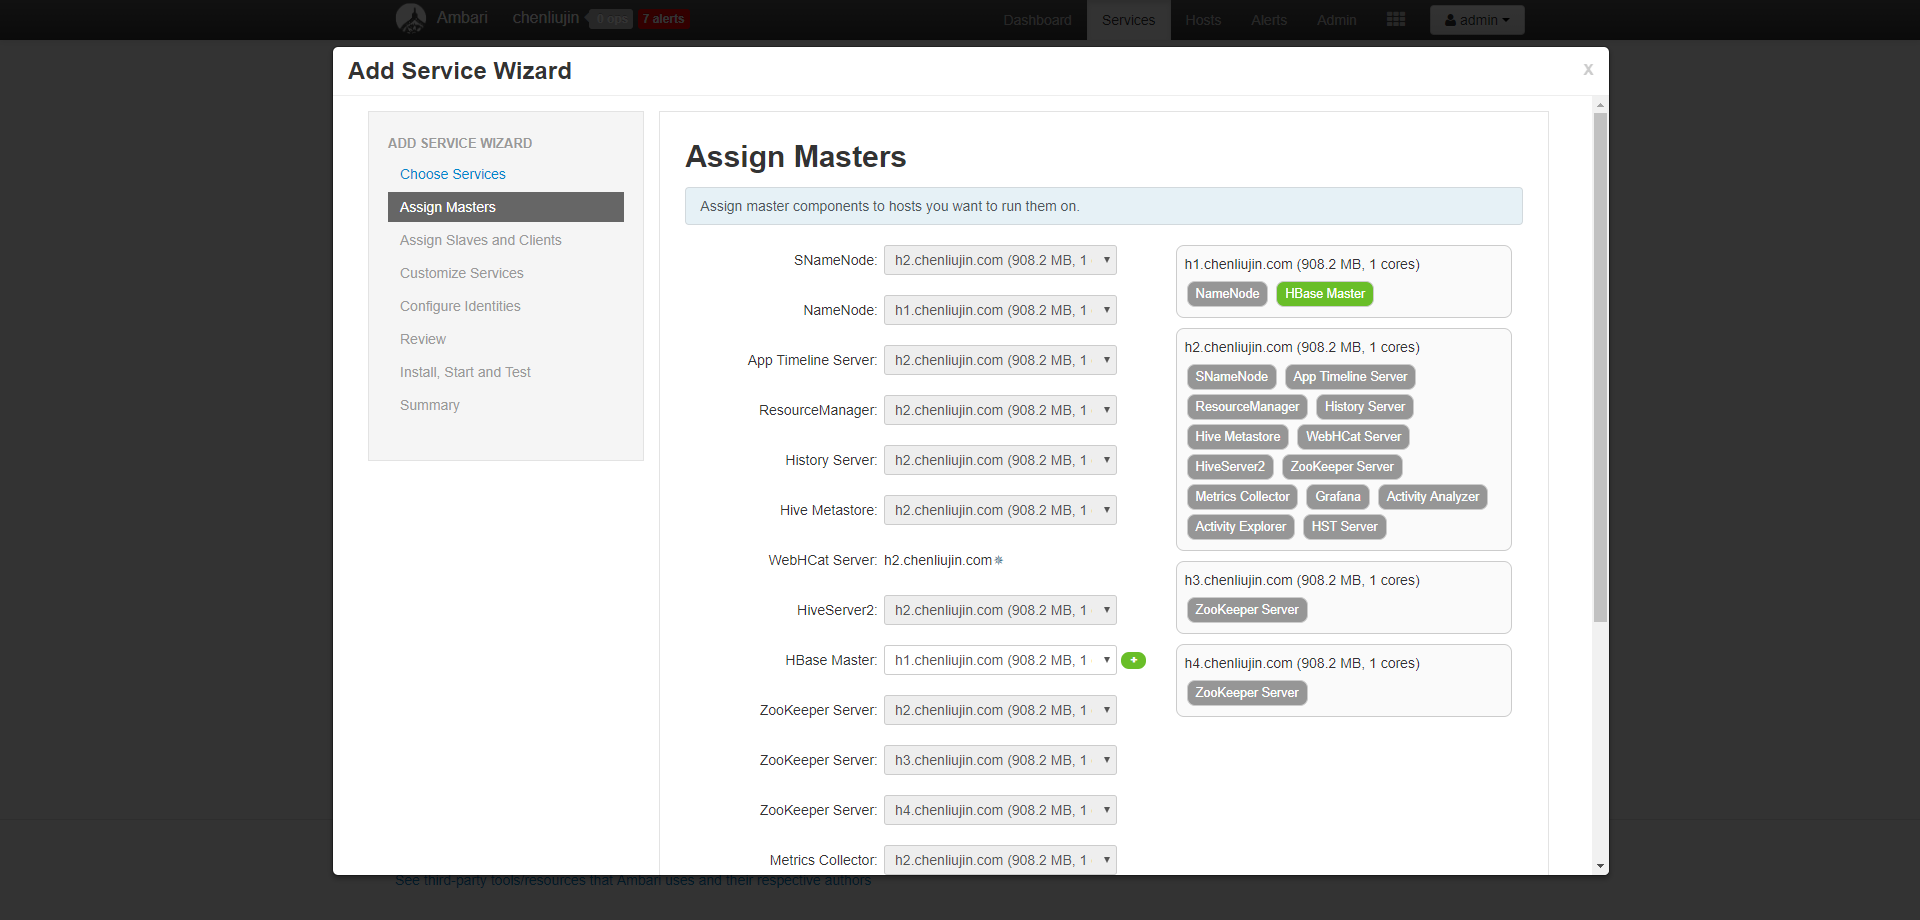 Ambari chenliujin 0 ops 7 alerts Dashboard Services Hosts Alerts Admin admin
Add Service Wizard
X
ADD SERVICE WIZARD
Choose Services
Assign Masters
Assign Slaves and Clients
Customize Services
Configure Identities
Review
Install, Start and Test
Summary
Assign Masters
Assign master components to hosts you want to run them on.
SNameNode: h2.chenliujin.com (908.2 MB, 1
NameNode: h1.chenliujin.com (908.2 MB, 1
App Timeline Server: h2.chenliujin.com (908.2 MB, 1
ResourceManager: h2.chenliujin.com (908.2 MB, 1
History Server: h2.chenliujin.com (908.2 MB, 1
Hive Metastore: h2.chenliujin.com (908.2 MB, 1
WebHCat Server: h2.chenliujin.com*
HiveServer2: h2.chenliujin.com (908.2 MB, 1
HBase Master: h1.chenliujin.com (908.2 MB, 1 +
ZooKeeper Server: h2.chenliujin.com (908.2 MB, 1
ZooKeeper Server: h3.chenliujin.com (908.2 MB, 1
ZooKeeper Server: h4.chenliujin.com (908.2 MB, 1
Metrics Collector: h2.chenliujin.com (908.2 MB, 1
h1.chenliujin.com (908.2 MB, 1 cores)
NameNode HBase Master
h2.chenliujin.com (908.2 MB, 1 cores)
SNameNode App Timeline Server
ResourceManager History Server
Hive Metastore WebHCat Server
HiveServer2 ZooKeeper Server
Metrics Collector Grafana Activity Analyzer
Activity Explorer HST Server
h3.chenliujin.com (908.2 MB, 1 cores)
ZooKeeper Server
h4.chenliujin.com (908.2 MB, 1 cores)
ZooKeeper Server
See third-party tools/resources that Ambari uses and their respective authors